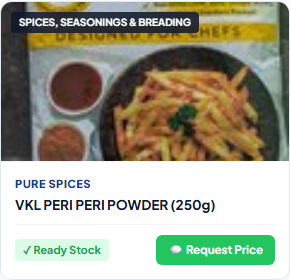 SPICES, SEASONINGS & BREADING
DESIGNED FOR CHEFS
PURE SPICES
VKL PERI PERI POWDER (250g)
✓ Ready Stock
Request Price